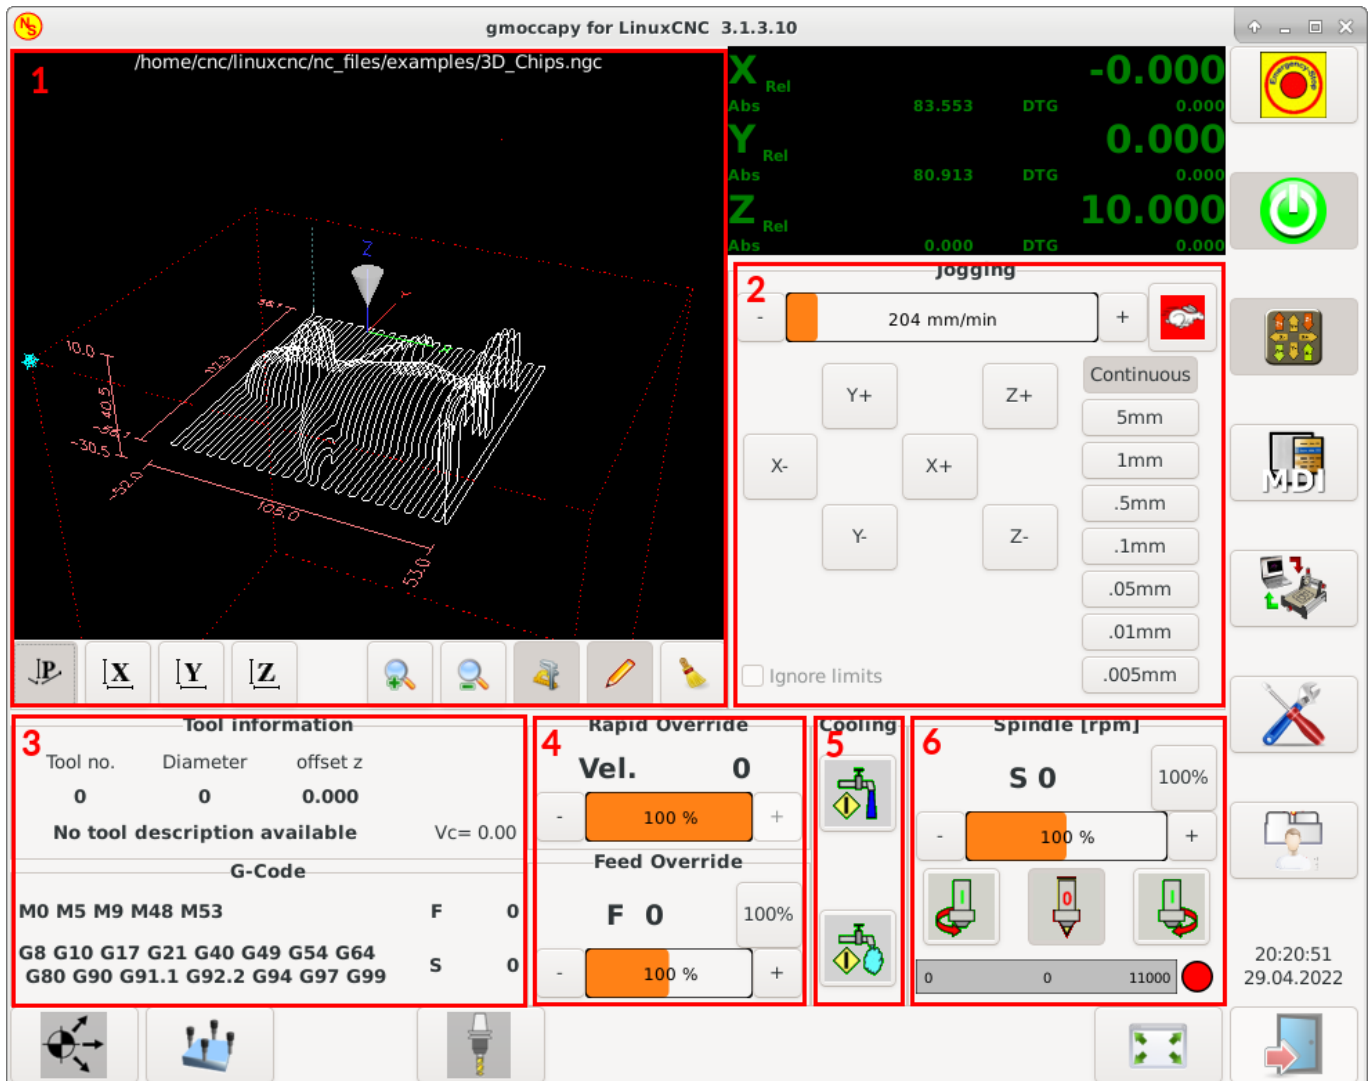 NS
gmoccapy for LinuxCNC 3.1.3.10
1
/home/cnc/linuxcnc/nc_files/examples/3D_Chips.ngc
X Rel -0.000
Abs 83.553 DTG 0.000
Y Rel 0.000
Abs 80.913 DTG 0.000
Z Rel 10.000
Abs 0.000 DTG 0.000
Emergency-Stop
Z
Y
X
10.0
40.5
-30.5
-52.0
105.0
53.0
2
Jogging
- 204 mm/min +
Continuous
Y+ Z+
5mm
X- X+
1mm
.5mm
Y- Z-
.1mm
.05mm
.01mm
Ignore limits
.005mm
MDI
P X Y Z
3
Tool information
Tool no. Diameter offset z
0 0 0.000
No tool description available Vc= 0.00
G-Code
M0 M5 M9 M48 M53 F 0
G8 G10 G17 G21 G40 G49 G54 G64
G80 G90 G91.1 G92.2 G94 G97 G99
S 0
4
Rapid Override
Vel. 0
- 100 % +
Feed Override
F 0 100%
- 100 % +
5
Cooling
6
Spindle [rpm]
S 0 100%
- 100 % +
I 0 I
0 0 11000
20:20:51
29.04.2022